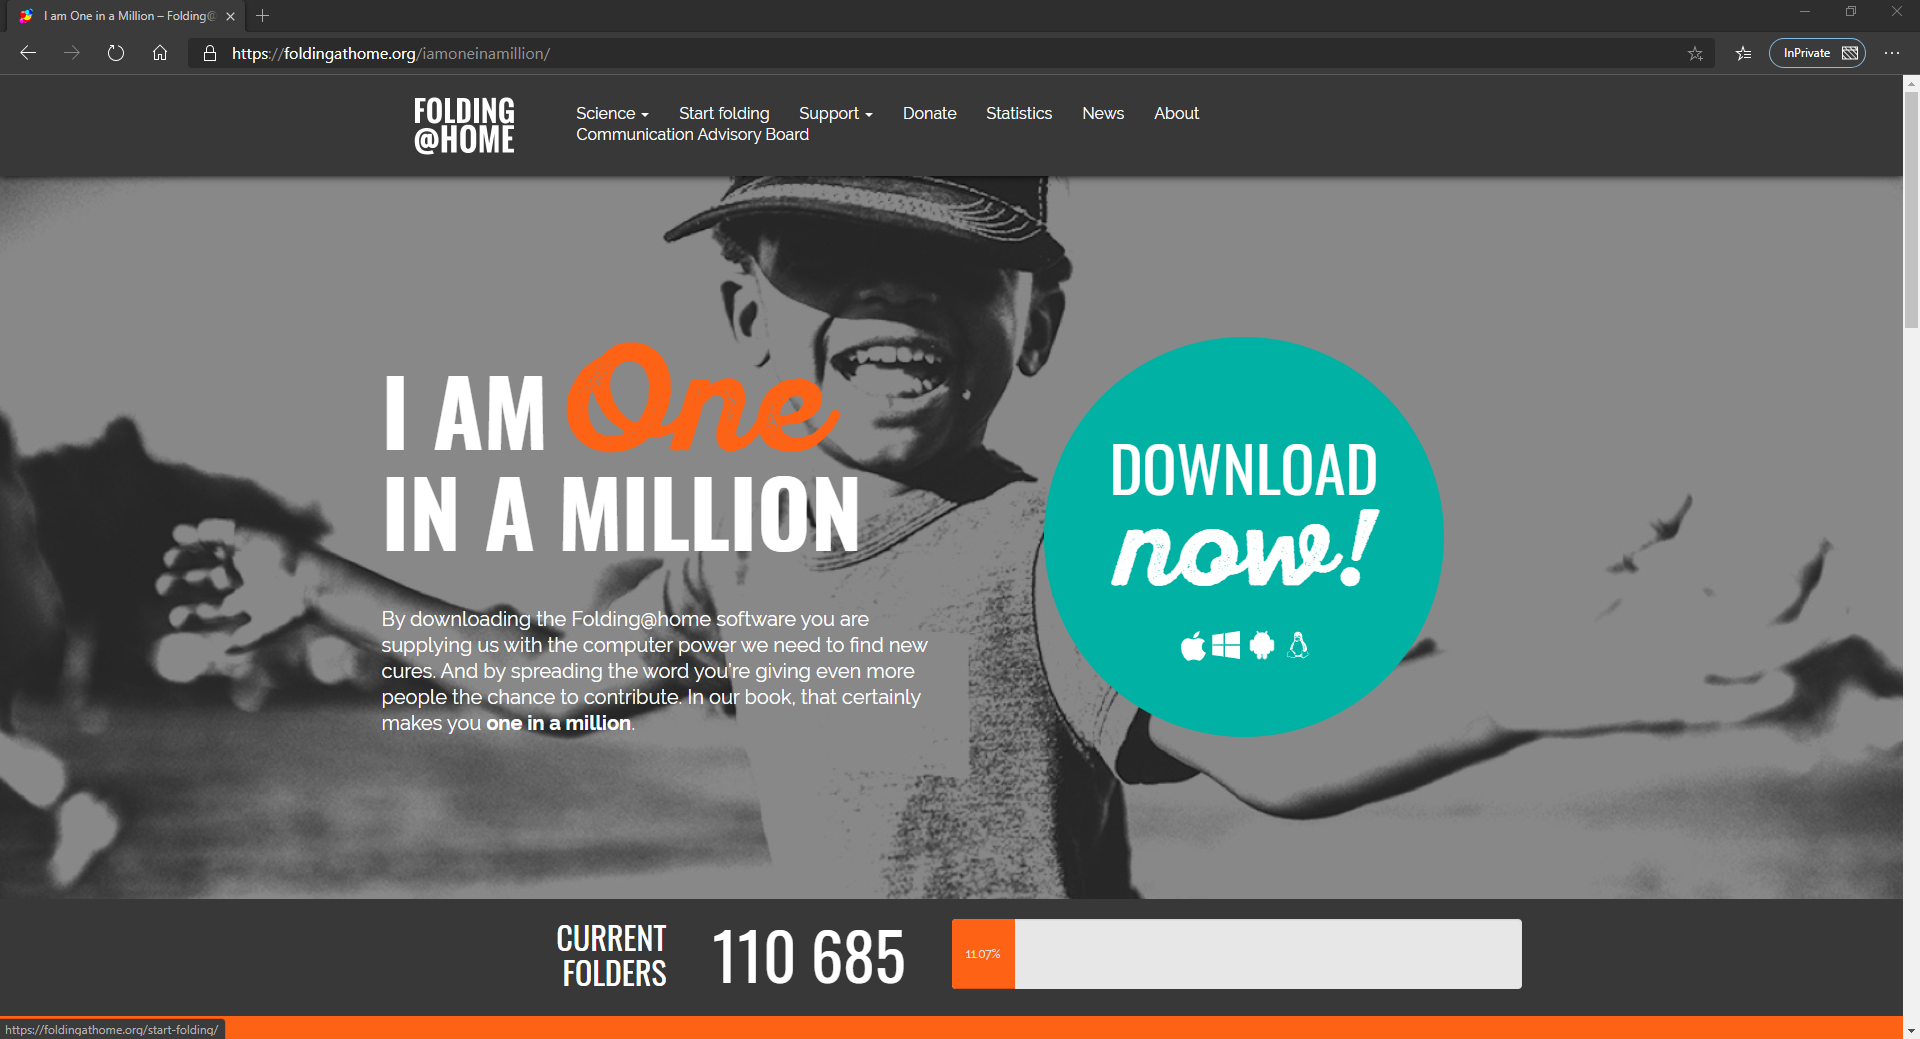 I am One in a Million – Folding@
https://foldingathome.org/iamoneinamillion/
InPrivate
FOLDING
@HOME
Science
Start folding
Support
Donate
Statistics
News
About
Communication Advisory Board
I AM One
IN A MILLION
By downloading the Folding@home software you are
supplying us with the computer power we need to find new
cures. And by spreading the word you're giving even more
people the chance to contribute. In our book, that certainly
makes you one in a million.
DOWNLOAD
now!
CURRENT
FOLDERS
110 685
11.07%
https://foldingathome.org/start-folding/